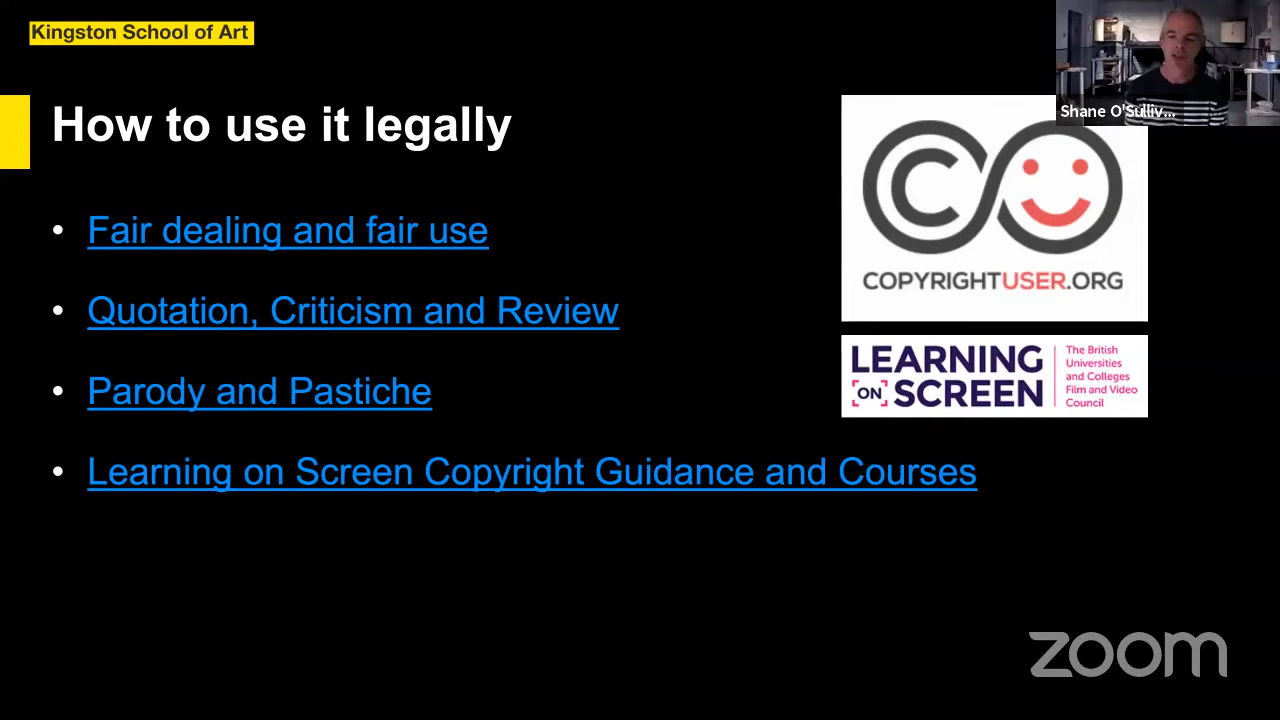 Kingston School of Art
Shane O'Sulliv...
How to use it legally
• Fair dealing and fair use
• Quotation, Criticism and Review
• Parody and Pastiche
• Learning on Screen Copyright Guidance and Courses
COPYRIGHTUSER.ORG
LEARNING
ON SCREEN
The British
Universities
and Colleges
Film and Video
Council
zoom